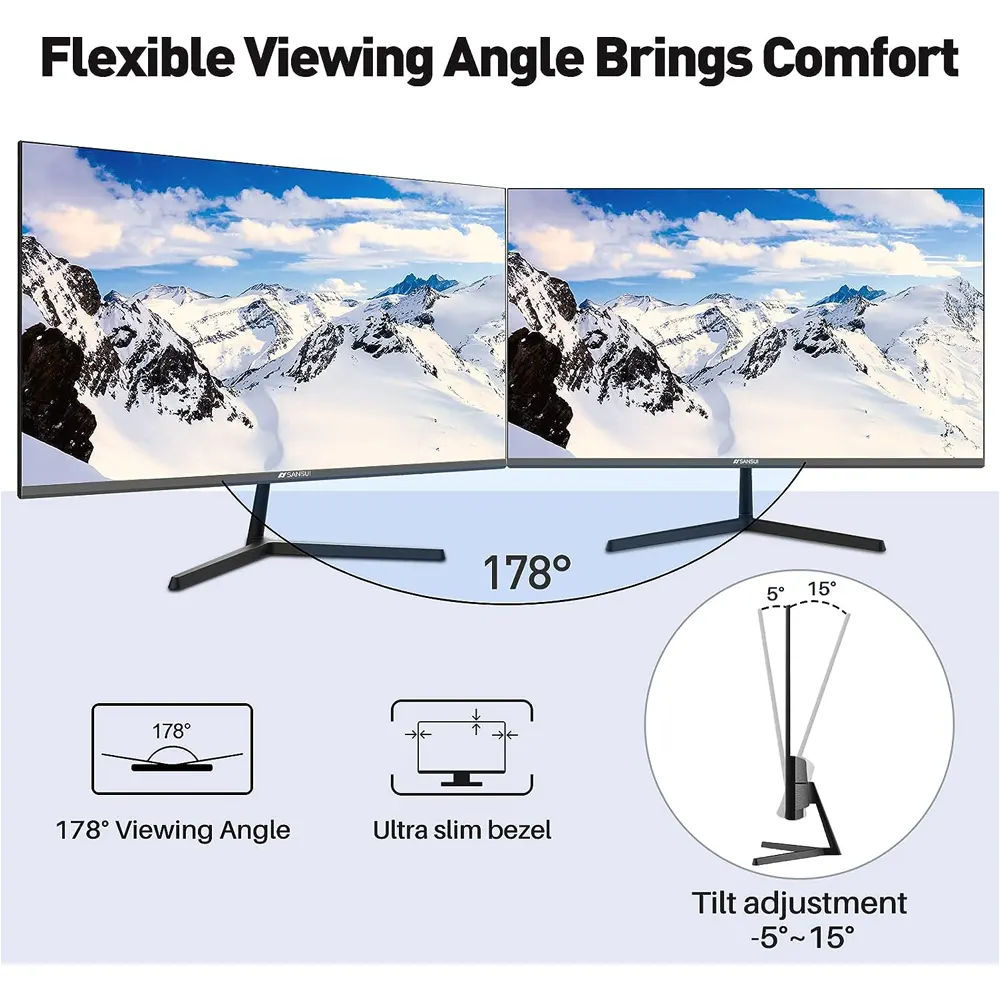 Flexible Viewing Angle Brings Comfort
SANSUI
SANSUI
178°
5° 15°
178°
178° Viewing Angle
Ultra slim bezel
Tilt adjustment
-5°~15°